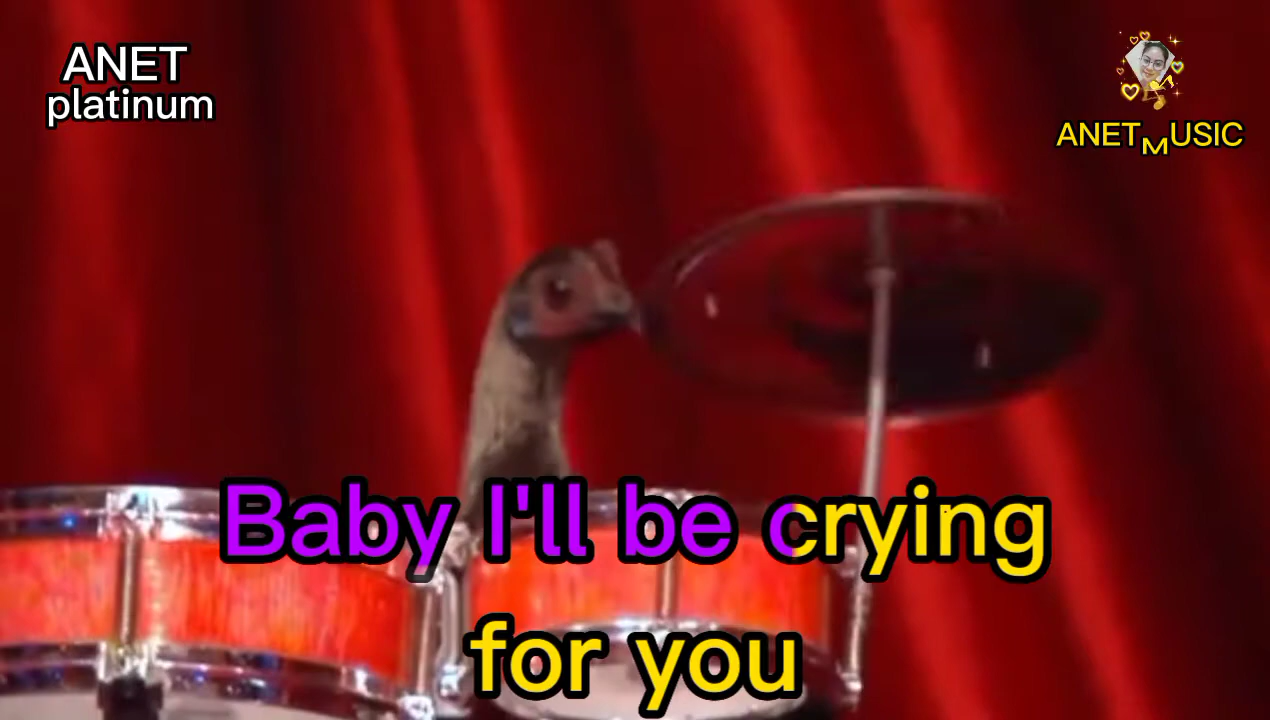 ANET
platinum
ANETMUSIC
Baby I'll be crying
for you